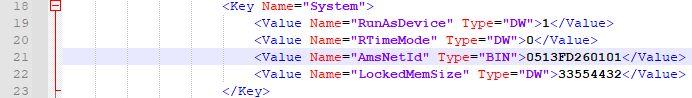 18 <Key Name="System">
19 <Value Name="RunAsDevice" Type="DW">1</Value>
20 <Value Name="RTimeMode" Type="DW">0</Value>
21 <Value Name="AmsNetId" Type="BIN">0513FD260101</Value>
22 <Value Name="LockedMemSize" Type="DW">33554432</Value>
23 </Key>